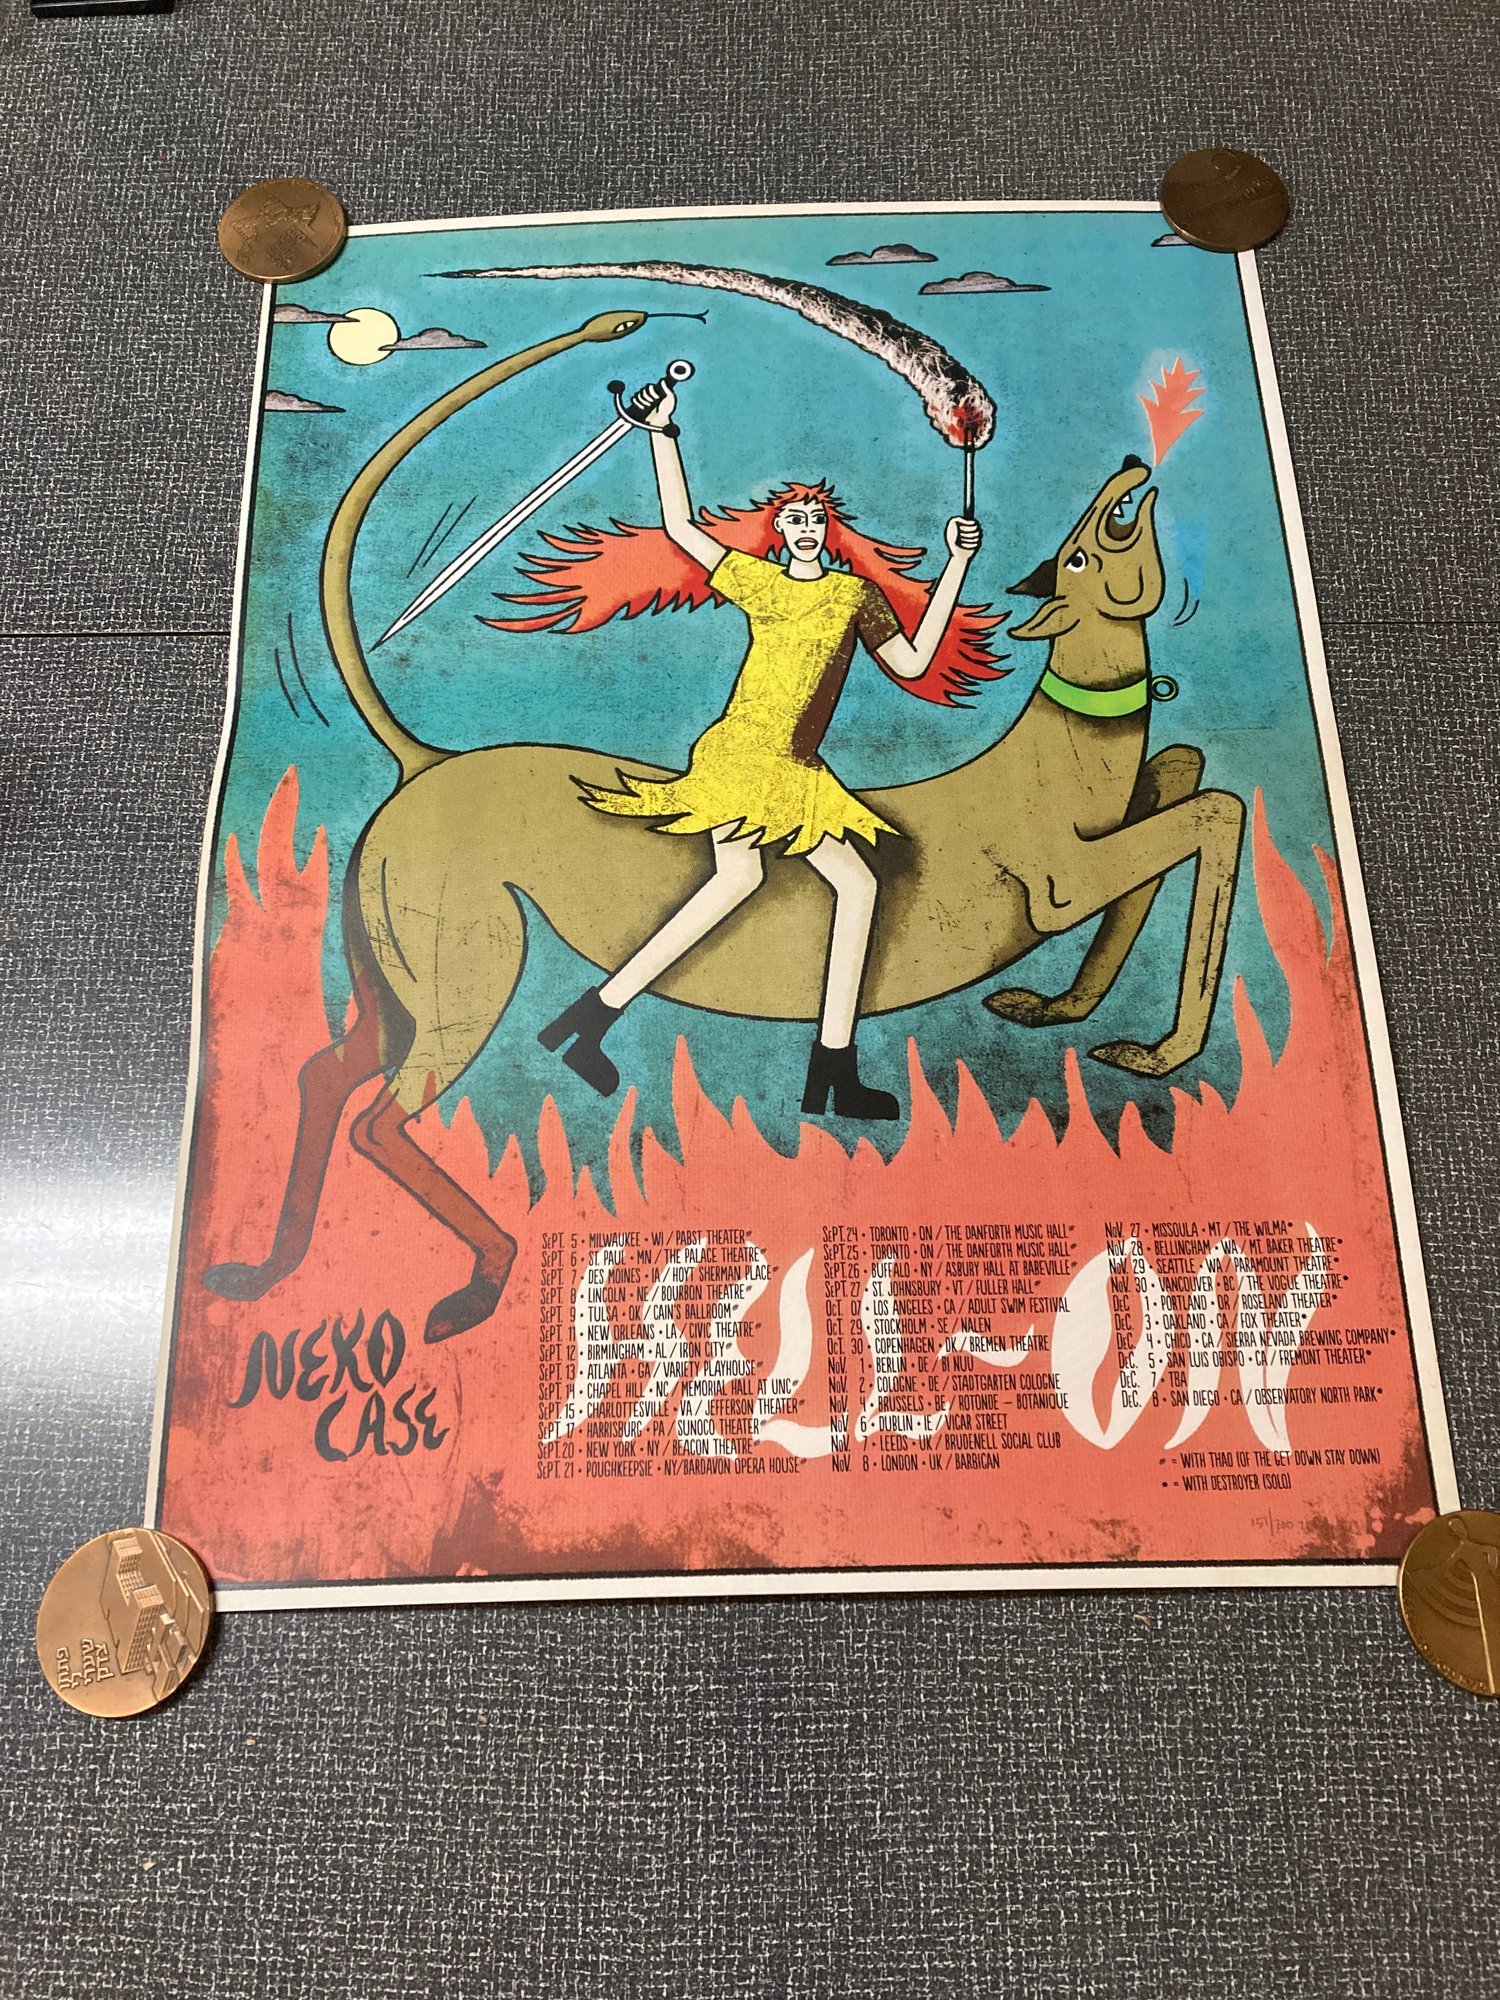 NEKO
CASE
HELL-ON
SEPT. 5 • MILWAUKEE • WI / PABST THEATER#
SEPT. 6 • ST. PAUL • MN / THE PALACE THEATRE#
SEPT. 7 • DES MOINES • IA / HOYT SHERMAN PLACE#
SEPT. 8 • LINCOLN • NE / BOURBON THEATRE#
SEPT. 9 • TULSA • OK / CAIN'S BALLROOM#
SEPT. 11 • NEW ORLEANS • LA / CIVIC THEATRE#
SEPT. 12 • BIRMINGHAM • AL / IRON CITY#
SEPT. 13 • ATLANTA • GA / VARIETY PLAYHOUSE#
SEPT. 14 • CHAPEL HILL • NC / MEMORIAL HALL AT UNC#
SEPT. 15 • CHARLOTTESVILLE • VA / JEFFERSON THEATER#
SEPT. 17 • HARRISBURG • PA / SUNOCO THEATER#
SEPT. 20 • NEW YORK • NY / BEACON THEATRE#
SEPT. 21 • POUGHKEEPSIE • NY/BARDAVON OPERA HOUSE#
SEPT. 24 • TORONTO • ON / THE DANFORTH MUSIC HALL#
SEPT. 25 • TORONTO • ON / THE DANFORTH MUSIC HALL#
SEPT. 26 • BUFFALO • NY / ASBURY HALL AT BABEVILLE#
SEPT. 27 • ST. JOHNSBURY • VT / FULLER HALL#
OCT. 07 • LOS ANGELES • CA / ADULT SWIM FESTIVAL
OCT. 29 • STOCKHOLM • SE / NALEN
OCT. 30 • COPENHAGEN • DK / BREMEN THEATRE
NOV. 1 • BERLIN • DE / BI NUU
NOV. 2 • COLOGNE • DE / STADTGARTEN COLOGNE
NOV. 4 • BRUSSELS • BE / ROTONDE – BOTANIQUE
NOV. 6 • DUBLIN • IE / VICAR STREET
NOV. 7 • LEEDS • UK / BRUDENELL SOCIAL CLUB
NOV. 8 • LONDON • UK / BARBICAN
NOV. 27 • MISSOULA • MT / THE WILMA*
NOV. 28 • BELLINGHAM • WA / MT. BAKER THEATRE*
NOV. 29 • SEATTLE • WA / PARAMOUNT THEATRE*
NOV. 30 • VANCOUVER • BC / THE VOGUE THEATRE*
DEC 1 • PORTLAND • OR / ROSELAND THEATER*
DEC. 3 • OAKLAND • CA / FOX THEATER*
DEC. 4 • CHICO • CA / SIERRA NEVADA BREWING COMPANY*
DEC. 5 • SAN LUIS OBISPO • CA / FREMONT THEATER*
DEC. 7 • TBA
DEC. 8 • SAN DIEGO • CA / OBSERVATORY NORTH PARK*
# = WITH THAO (OF THE GET DOWN STAY DOWN)
* = WITH DESTROYER (SOLO)
151/200
פתחו
שערי
צדק